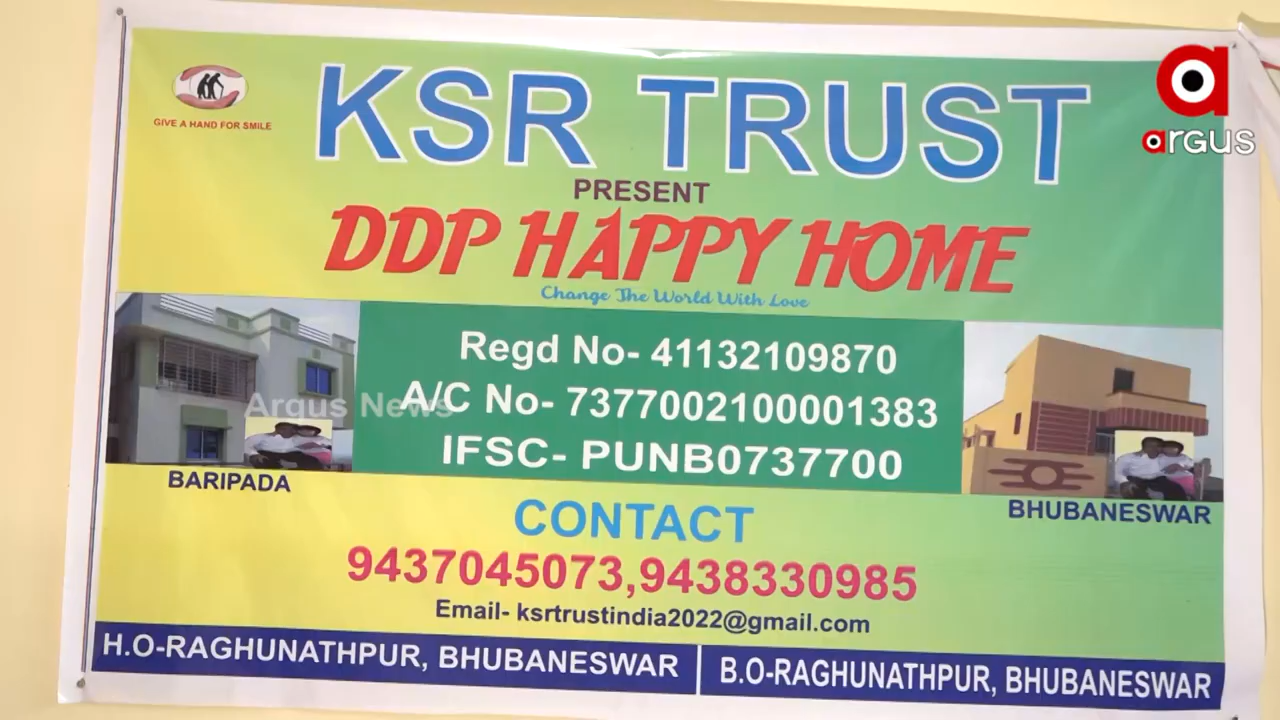 GIVE A HAND FOR SMILE
KSR TRUST
argus
PRESENT
DDP HAPPY HOME
Change The World With Love
Regd No- 41132109870
A/C No- 7377002100001383
IFSC- PUNB0737700
Argus News
BARIPADA
BHUBANESWAR
CONTACT
9437045073,9438330985
Email- ksrtrustindia2022@gmail.com
H.O-RAGHUNATHPUR, BHUBANESWAR
B.O-RAGHUNATHPUR, BHUBANESWAR